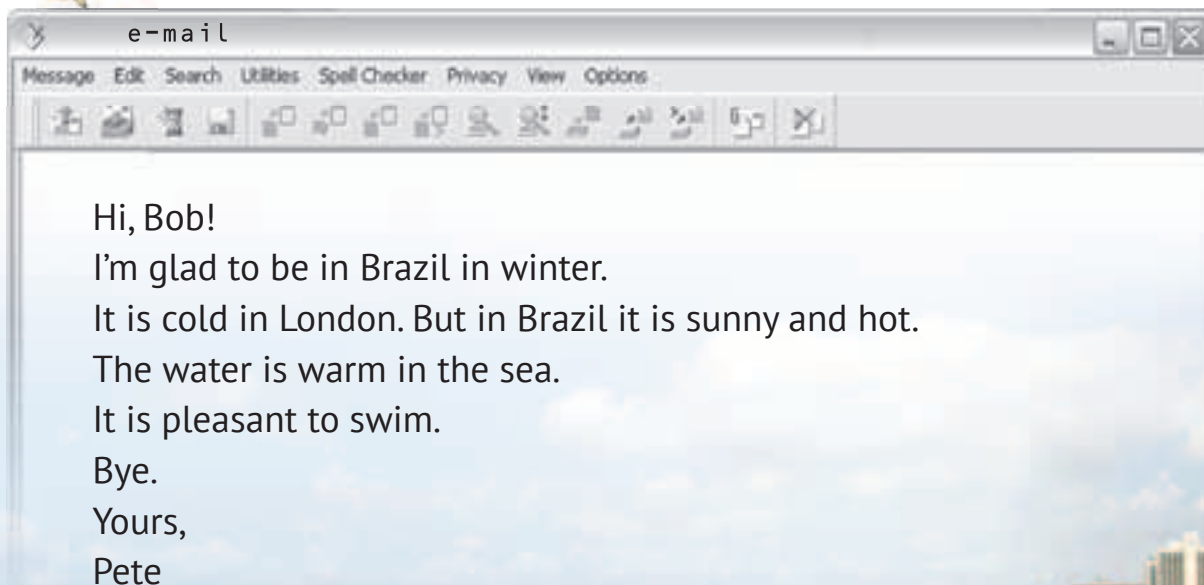 e-mail
Message Edit Search Utilities Spell Checker Privacy View Options
Hi, Bob!
I'm glad to be in Brazil in winter.
It is cold in London. But in Brazil it is sunny and hot.
The water is warm in the sea.
It is pleasant to swim.
Bye.
Yours,
Pete